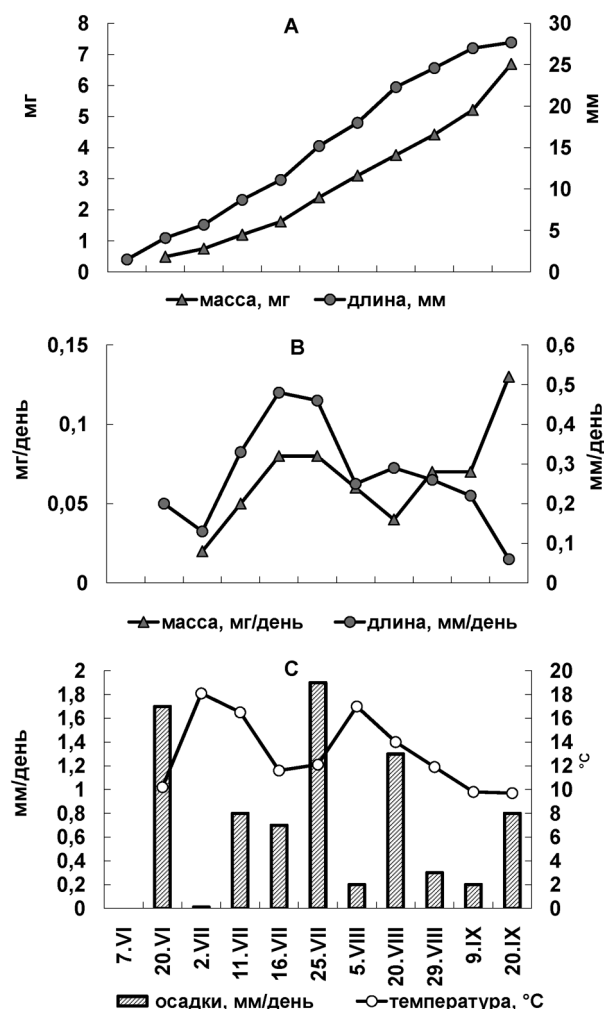 A
8
7
6
5
4
3
2
1
0
мг
30
25
20
15
10
5
0
мм
масса, мг
длина, мм
B
0,15
0,1
0,05
0
мг/день
0,6
0,5
0,4
0,3
0,2
0,1
0
мм/день
масса, мг/день
длина, мм/день
C
2
1,8
1,6
1,4
1,2
1
0,8
0,6
0,4
0,2
0
мм/день
20
18
16
14
12
10
8
6
4
2
0
°C
7.VI
20.VI
2.VII
11.VII
16.VII
25.VII
5.VIII
20.VIII
29.VIII
9.IX
20.IX
осадки, мм/день
температура, °C